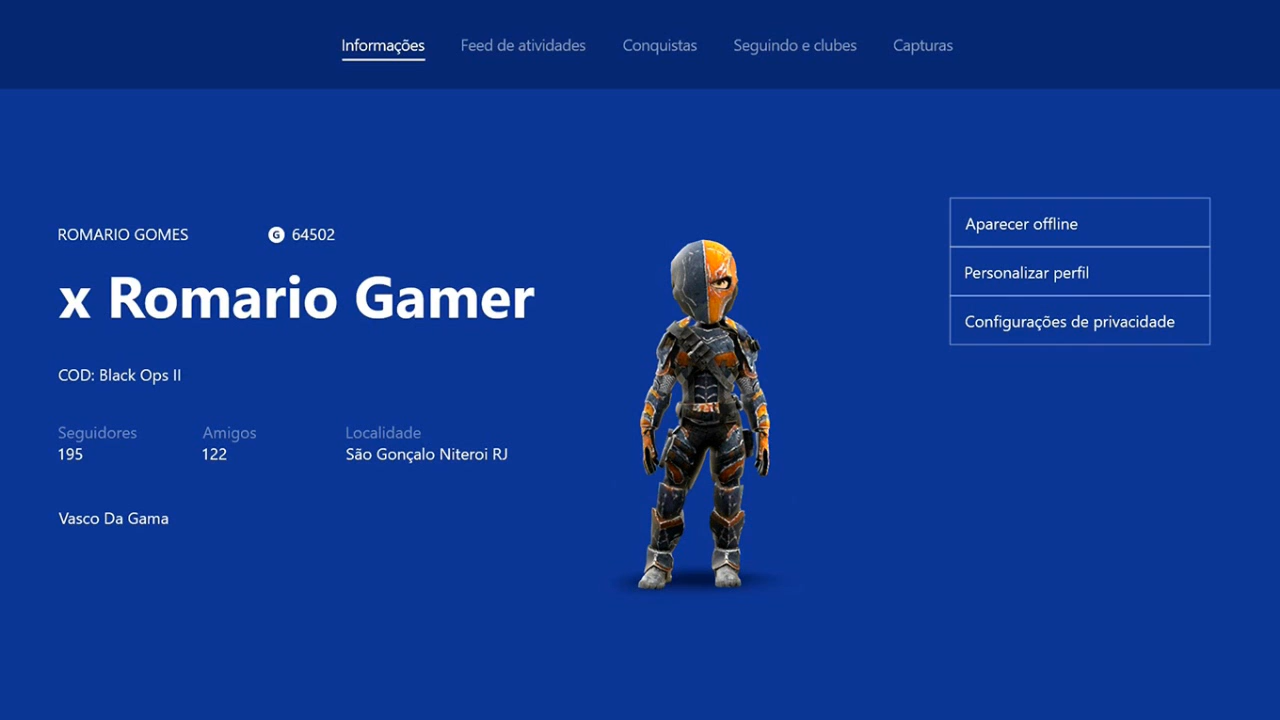 Informações Feed de atividades Conquistas Seguindo e clubes Capturas
ROMARIO GOMES G 64502
x Romario Gamer
COD: Black Ops II
Seguidores Amigos Localidade
195 122 São Gonçalo Niteroi RJ
Vasco Da Gama
Aparecer offline
Personalizar perfil
Configurações de privacidade